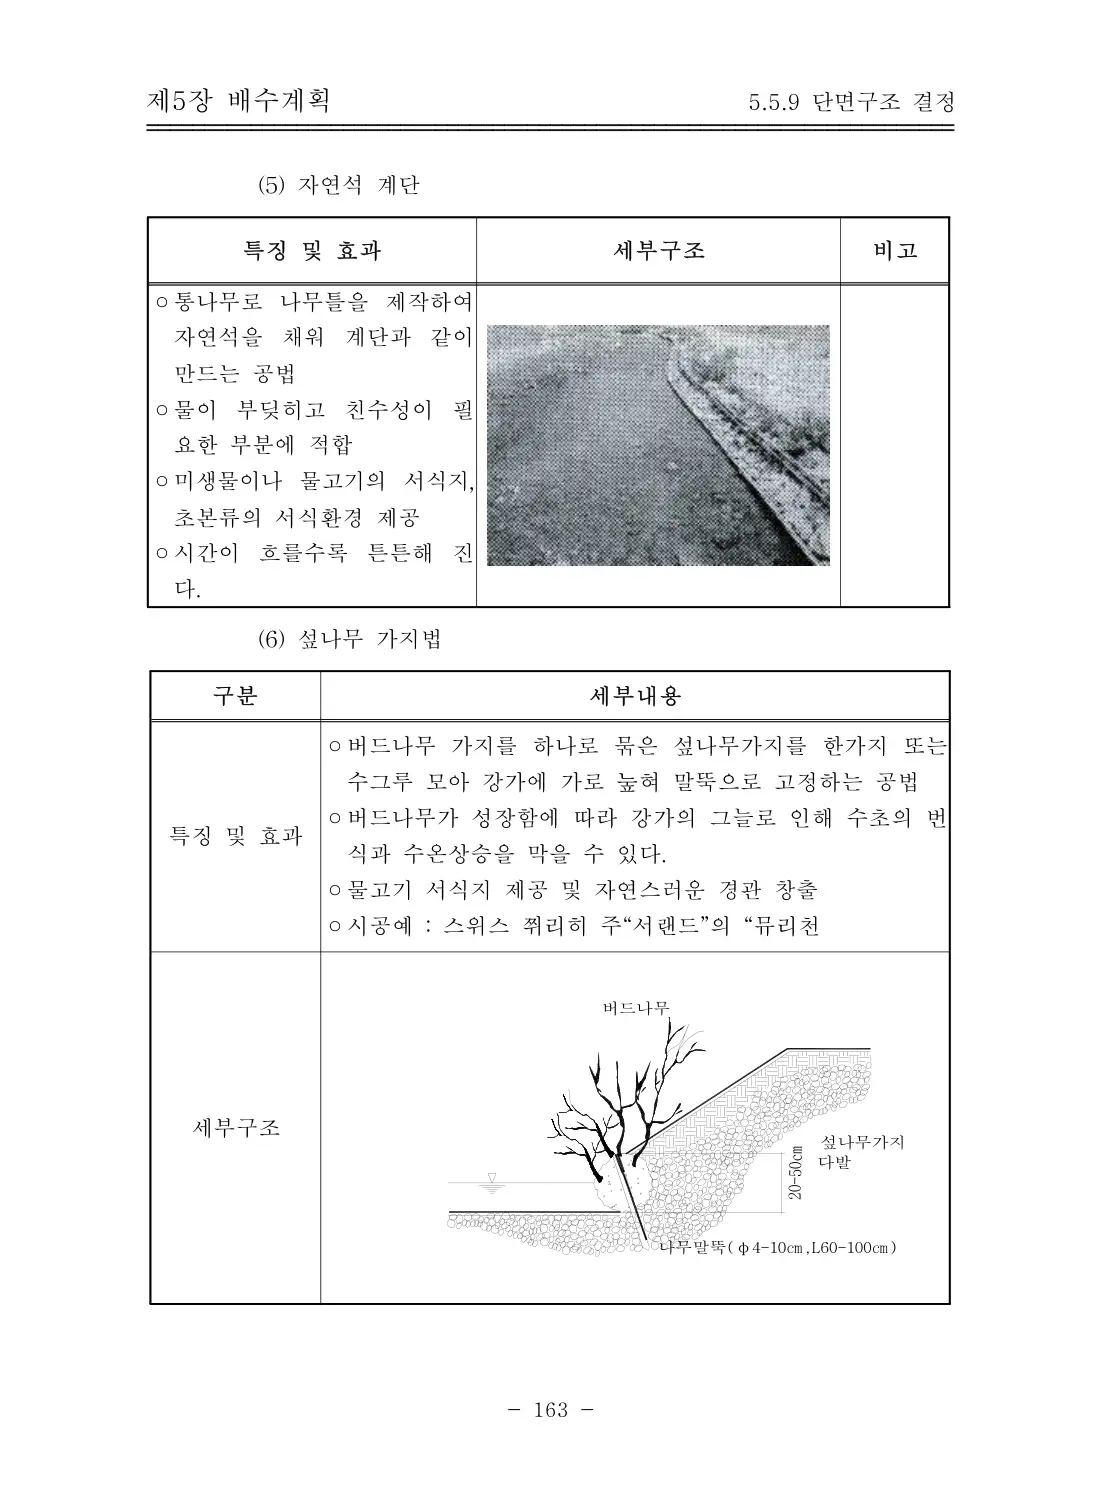 제5장 배수계획
5.5.9 단면구조 결정
(5) 자연석 계단
특징 및 효과
세부구조
비고
○통나무로 나무틀을 제작하여
자연석을 채워 계단과 같이
만드는 공법
○물이 부딪히고 친수성이 필
요한 부분에 적합
○미생물이나 물고기의 서식지,
초본류의 서식환경 제공
○시간이 흐를수록 튼튼해 진
다.
(6) 섶나무 가지법
구분
세부내용
특징 및 효과
○버드나무 가지를 하나로 묶은 섶나무가지를 한가지 또는
수그루 모아 강가에 가로 눞혀 말뚝으로 고정하는 공법
○버드나무가 성장함에 따라 강가의 그늘로 인해 수초의 번
식과 수온상승을 막을 수 있다.
○물고기 서식지 제공 및 자연스러운 경관 창출
○시공예 : 스위스 쮜리히 주“서랜드”의 “뮤리천
세부구조
버드나무
섶나무가지
다발
20-50cm
나무말뚝(φ4-10㎝,L60-100㎝)
- 163 -